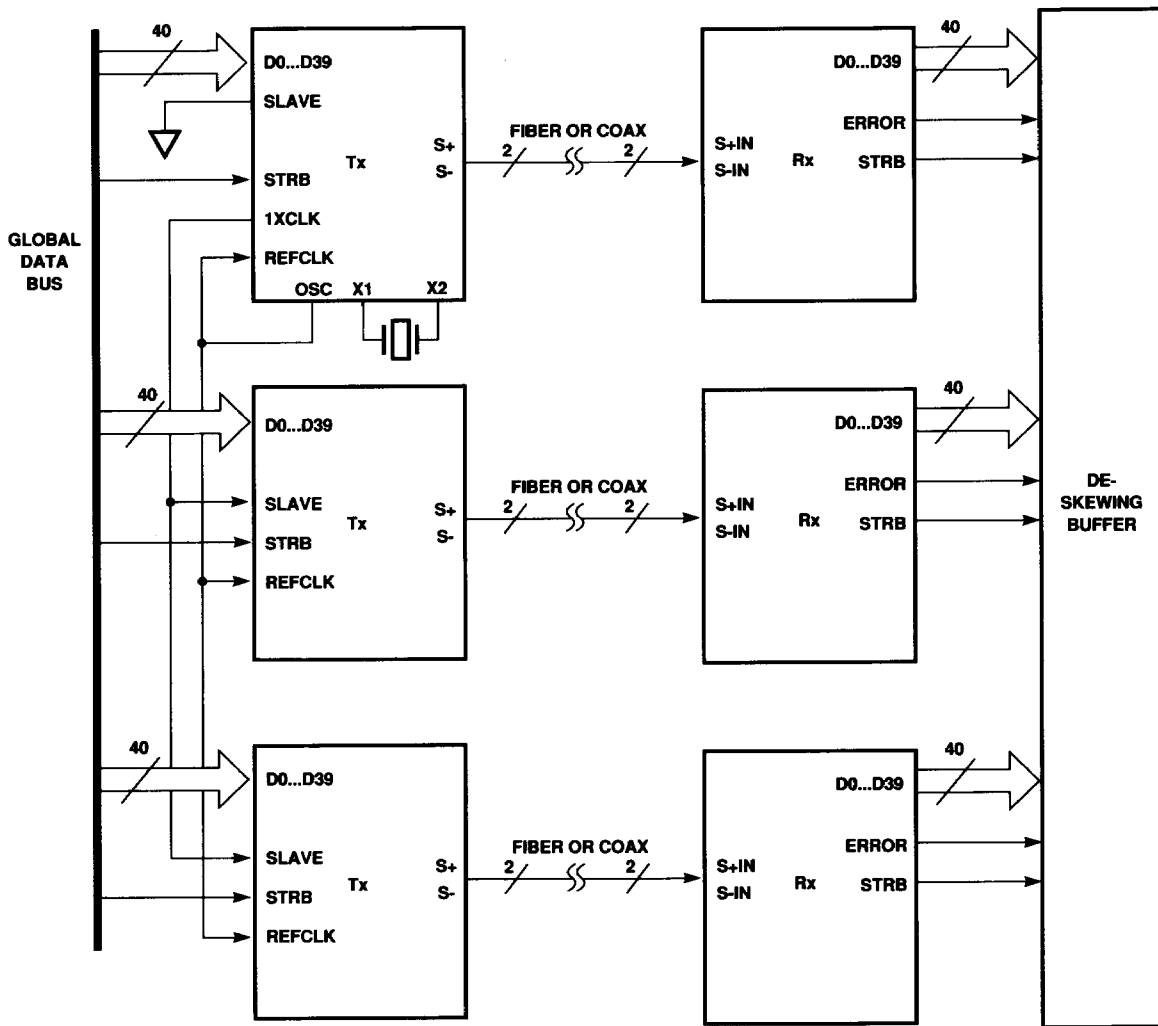 GLOBAL
DATA
BUS
40
D0...D39
SLAVE
STRB
1XCLK
REFCLK
OSC
X1
X2
Tx
S+
S-
FIBER OR COAX
2
2
S+IN
S-IN
Rx
D0...D39
ERROR
STRB
40
40
D0...D39
SLAVE
STRB
REFCLK
Tx
S+
S-
FIBER OR COAX
2
2
S+IN
S-IN
Rx
D0...D39
ERROR
STRB
40
40
D0...D39
SLAVE
STRB
REFCLK
Tx
S+
S-
FIBER OR COAX
2
2
S+IN
S-IN
Rx
D0...D39
ERROR
STRB
40
DE-
SKEWING
BUFFER